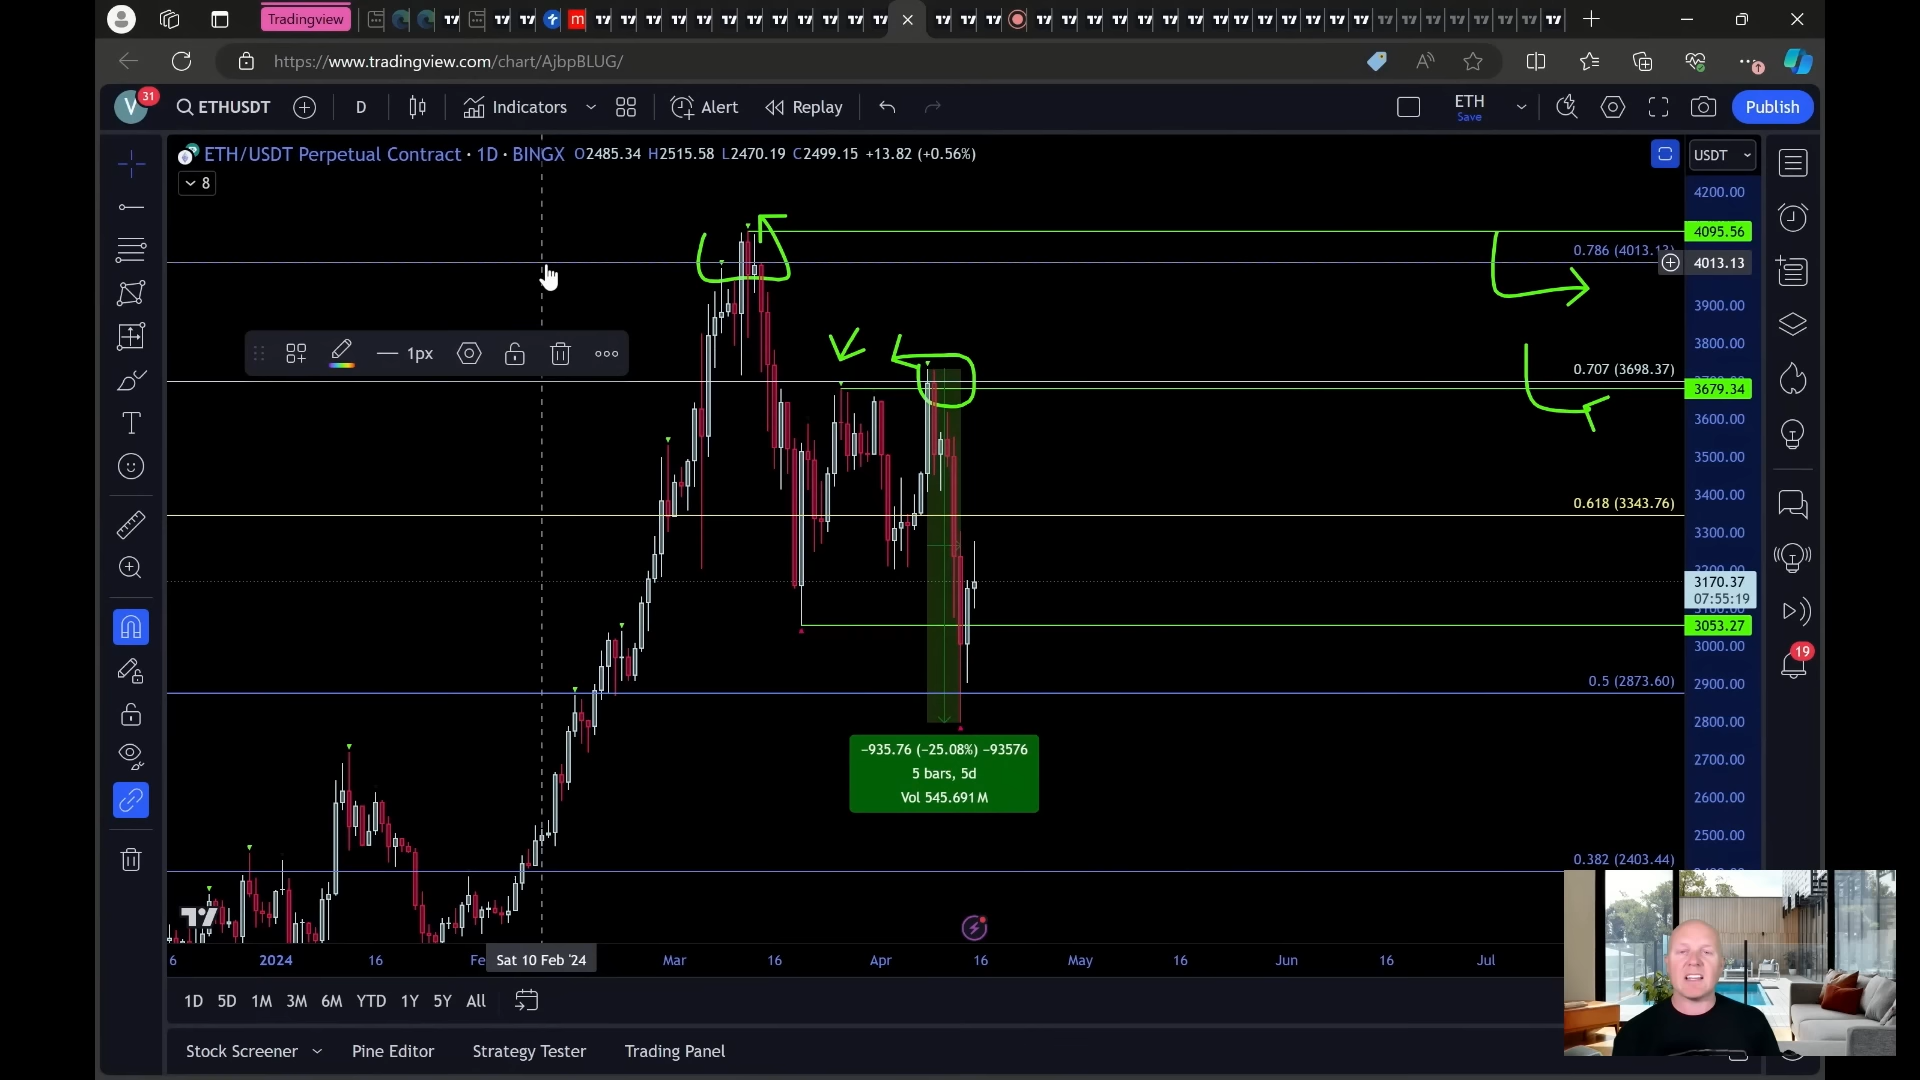 Tradingview
https://www.tradingview.com/chart/AjbpBLUG/
V 31 ETHUSDT D Indicators Alert Replay ETH Save Publish
ETH/USDT Perpetual Contract · 1D · BINGX O2485.34 H2515.58 L2470.19 C2499.15 +13.82 (+0.56%) USDT
8
4200.00
4095.56
0.786 (4013.13)
4013.13
3900.00
1px
3800.00
0.707 (3698.37)
3679.34
3600.00
3500.00
3400.00
0.618 (3343.76)
3300.00
3170.37
07:55:19
3053.27
3000.00
19
0.5 (2873.60)
2900.00
2800.00
−935.76 (−25.08%) −93576
5 bars, 5d
Vol 545.691M
2700.00
2600.00
2500.00
0.382 (2403.44)
6 2024 16 Fe Sat 10 Feb '24 Mar 16 Apr 16 May 16 Jun 16 Jul
1D 5D 1M 3M 6M YTD 1Y 5Y All
Stock Screener Pine Editor Strategy Tester Trading Panel